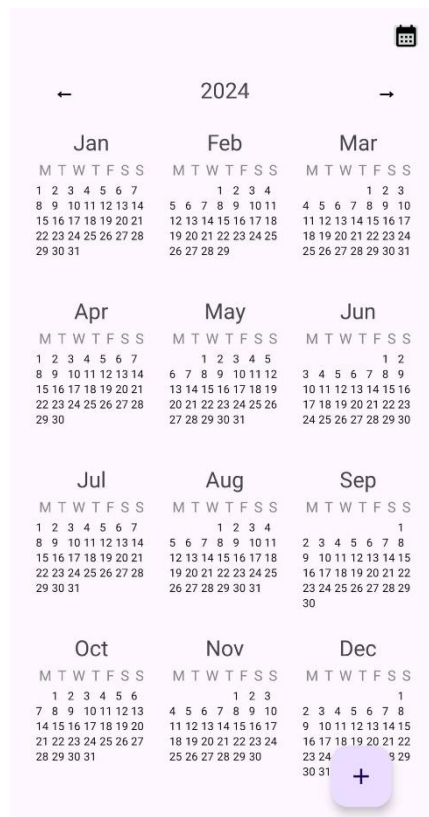 ← 2024 →
Jan Feb Mar
M T W T F S S M T W T F S S M T W T F S S
1 2 3 4 5 6 7 1 2 3 4 1 2 3
8 9 10 11 12 13 14 5 6 7 8 9 10 11 4 5 6 7 8 9 10
15 16 17 18 19 20 21 12 13 14 15 16 17 18 11 12 13 14 15 16 17
22 23 24 25 26 27 28 19 20 21 22 23 24 25 18 19 20 21 22 23 24
29 30 31 26 27 28 29 25 26 27 28 29 30 31
Apr May Jun
M T W T F S S M T W T F S S M T W T F S S
1 2 3 4 5 6 7 1 2 3 4 5 1 2
8 9 10 11 12 13 14 6 7 8 9 10 11 12 3 4 5 6 7 8 9
15 16 17 18 19 20 21 13 14 15 16 17 18 19 10 11 12 13 14 15 16
22 23 24 25 26 27 28 20 21 22 23 24 25 26 17 18 19 20 21 22 23
29 30 27 28 29 30 31 24 25 26 27 28 29 30
Jul Aug Sep
M T W T F S S M T W T F S S M T W T F S S
1 2 3 4 5 6 7 1 2 3 4 1
8 9 10 11 12 13 14 5 6 7 8 9 10 11 2 3 4 5 6 7 8
15 16 17 18 19 20 21 12 13 14 15 16 17 18 9 10 11 12 13 14 15
22 23 24 25 26 27 28 19 20 21 22 23 24 25 16 17 18 19 20 21 22
29 30 31 26 27 28 29 30 31 23 24 25 26 27 28 29
30
Oct Nov Dec
M T W T F S S M T W T F S S M T W T F S S
1 2 3 4 5 6 1 2 3 1
7 8 9 10 11 12 13 4 5 6 7 8 9 10 2 3 4 5 6 7 8
14 15 16 17 18 19 20 11 12 13 14 15 16 17 9 10 11 12 13 14 15
21 22 23 24 25 26 27 18 19 20 21 22 23 24 16 17 18 19 20 21 22
28 29 30 31 25 26 27 28 29 30 23 24 29
30 31 +